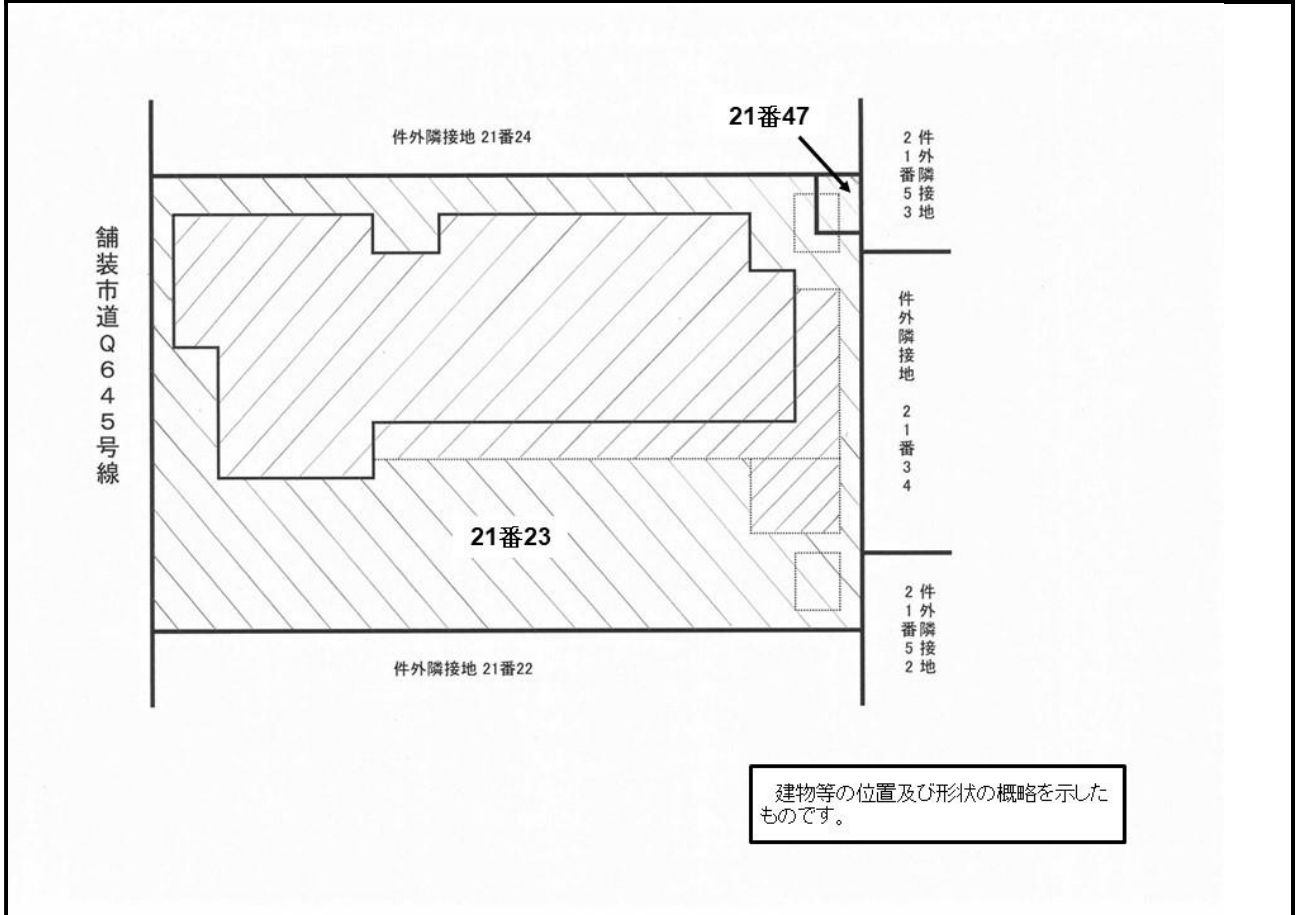 21番47
件外隣接地 21番24
件外隣接地
21番53
舗装市道Q645号線
件外隣接地 21番34
21番23
件外隣接地
21番52
件外隣接地 21番22
建物等の位置及び形状の概略を示した
ものです。